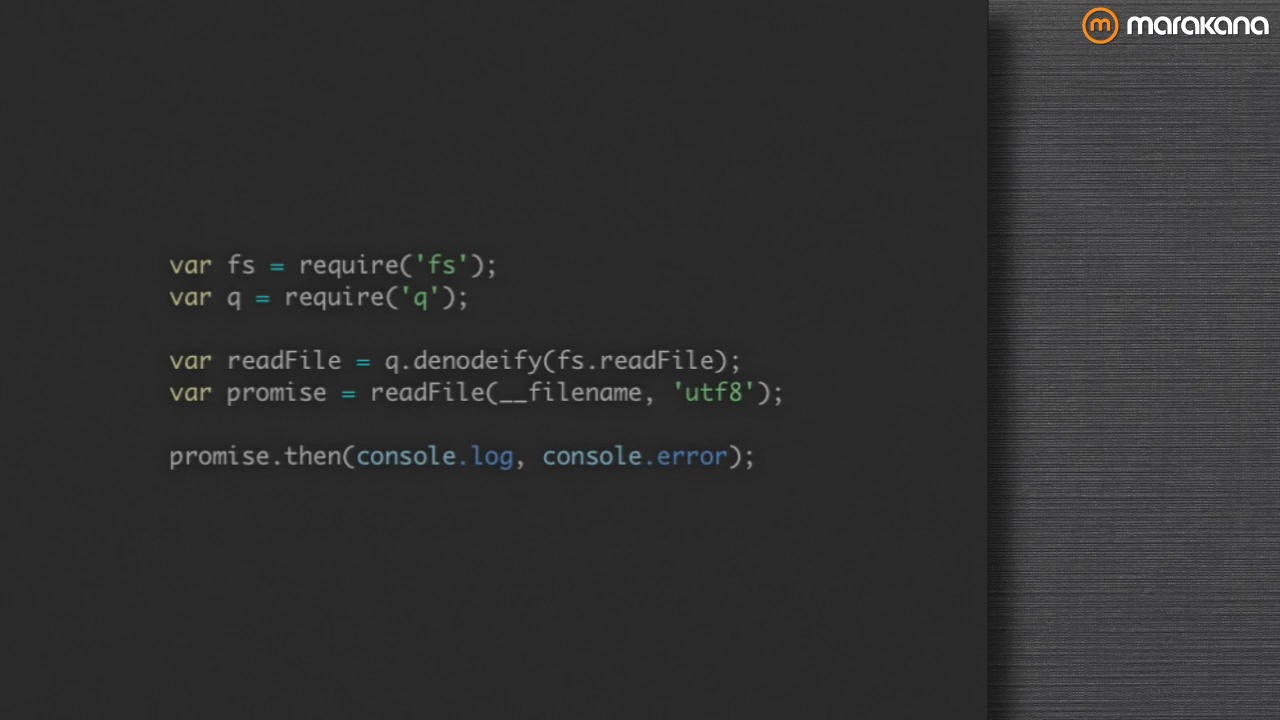 marakana
var fs = require('fs');
var q = require('q');
var readFile = q.denodeify(fs.readFile);
var promise = readFile(__filename, 'utf8');
promise.then(console.log, console.error);